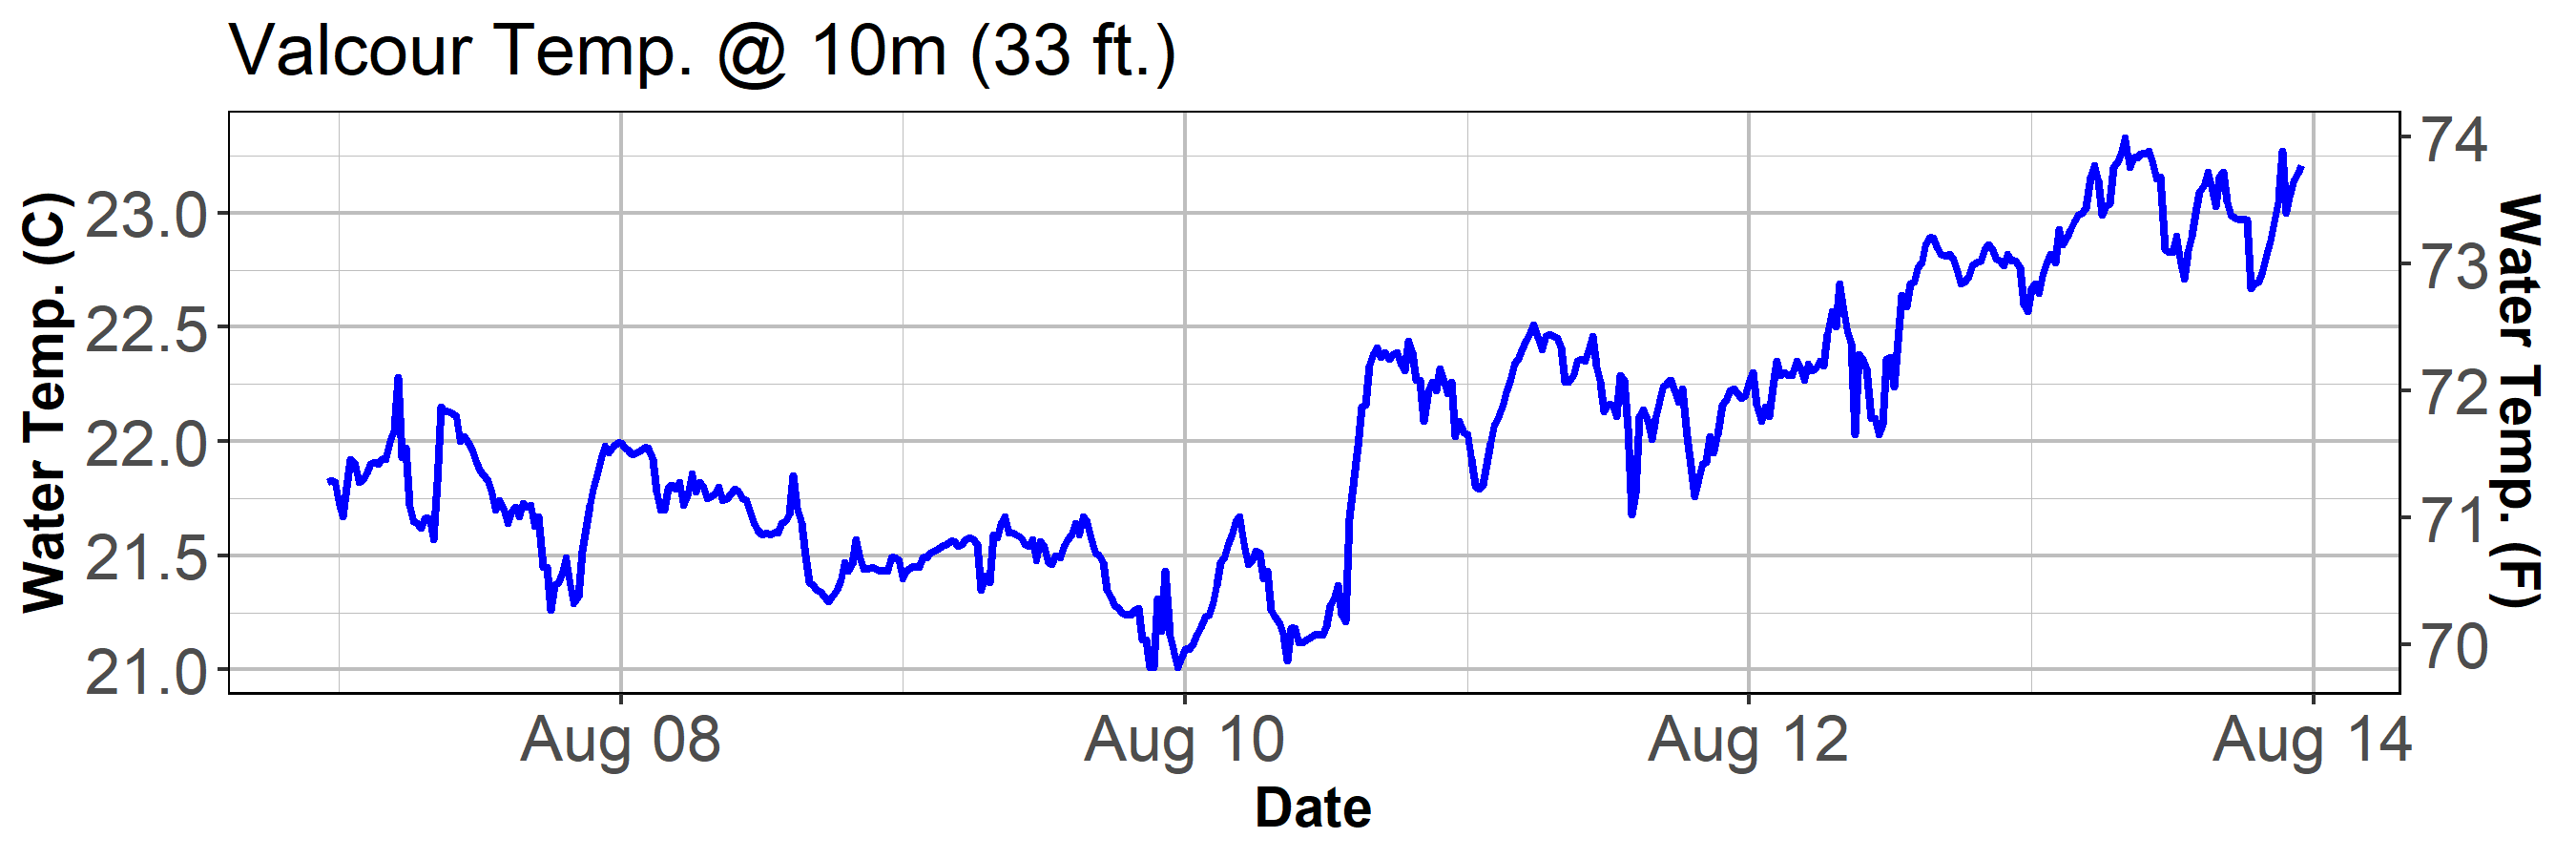 Valcour Temp. @ 10m (33 ft.)
Water Temp. (C)
23.0
22.5
22.0
21.5
21.0
74
73
72
71
70
Water Temp. (F)
Aug 08
Aug 10
Aug 12
Aug 14
Date